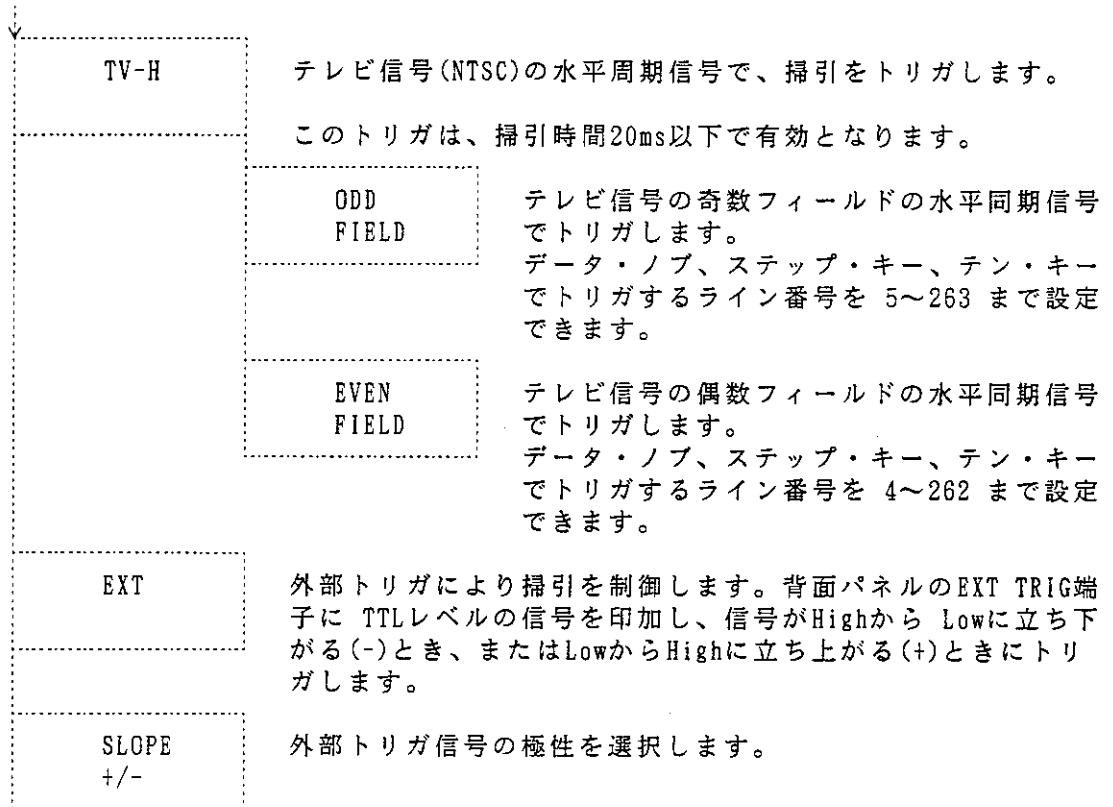 TV-H
テレビ信号(NTSC)の水平周期信号で、掃引をトリガします。
このトリガは、掃引時間20ms以下で有効となります。
ODD
FIELD
テレビ信号の奇数フィールドの水平同期信号
でトリガします。
データ・ノブ、ステップ・キー、テン・キー
でトリガするライン番号を 5～263 まで設定
できます。
EVEN
FIELD
テレビ信号の偶数フィールドの水平同期信号
でトリガします。
データ・ノブ、ステップ・キー、テン・キー
でトリガするライン番号を 4～262 まで設定
できます。
EXT
外部トリガにより掃引を制御します。背面パネルのEXT TRIG端
子に TTLレベルの信号を印加し、信号がHighから Lowに立ち下
がる(-)とき、またはLowからHighに立ち上がる(+)ときにトリ
ガします。
SLOPE
+/-
外部トリガ信号の極性を選択します。